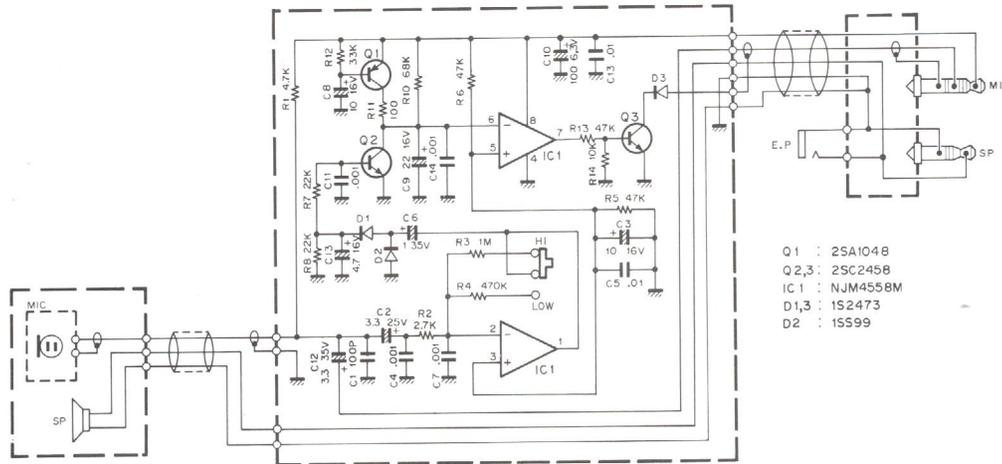 R12
33K
Q1
C8
10 16V
R11
100
R10 68K
R1 4.7K
R6 47K
C10
100 6.3V
C13 .01
D3
Q3
Q2
6
8
5
7
4
IC1
R13 47K
R14 10K
C9 22 16V
C14 .001
C11
.001
R7 22K
R8 22K
C13
4.7 16V
D1
D2
C6
1 35V
R3 1M
HI
R4 470K
LOW
R5 47K
C3
10 16V
C5 .01
C2
3.3 25V
R2
2.7K
2
3
1
IC1
C12
3.3 35V
C1 100P
C4 .001
C7 .001
MIC
SP
E.P
MI
SP
Q1 : 2SA1048
Q2,3 : 2SC2458
IC1 : NJM4558M
D1,3 : 1S2473
D2 : 1SS99